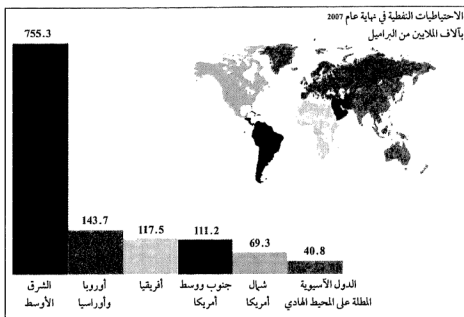 الاحتياطيات النفطية في نهاية عام 2007
بآلاف الملايين من البراميل
755.3
143.7
117.5
111.2
69.3
40.8
الشرق
الأوسط
أوروبا
وأوراسيا
أفريقيا
جنوب ووسط
أمريكا
شمال
أمريكا
الدول الآسيوية
المطلة على المحيط الهادي